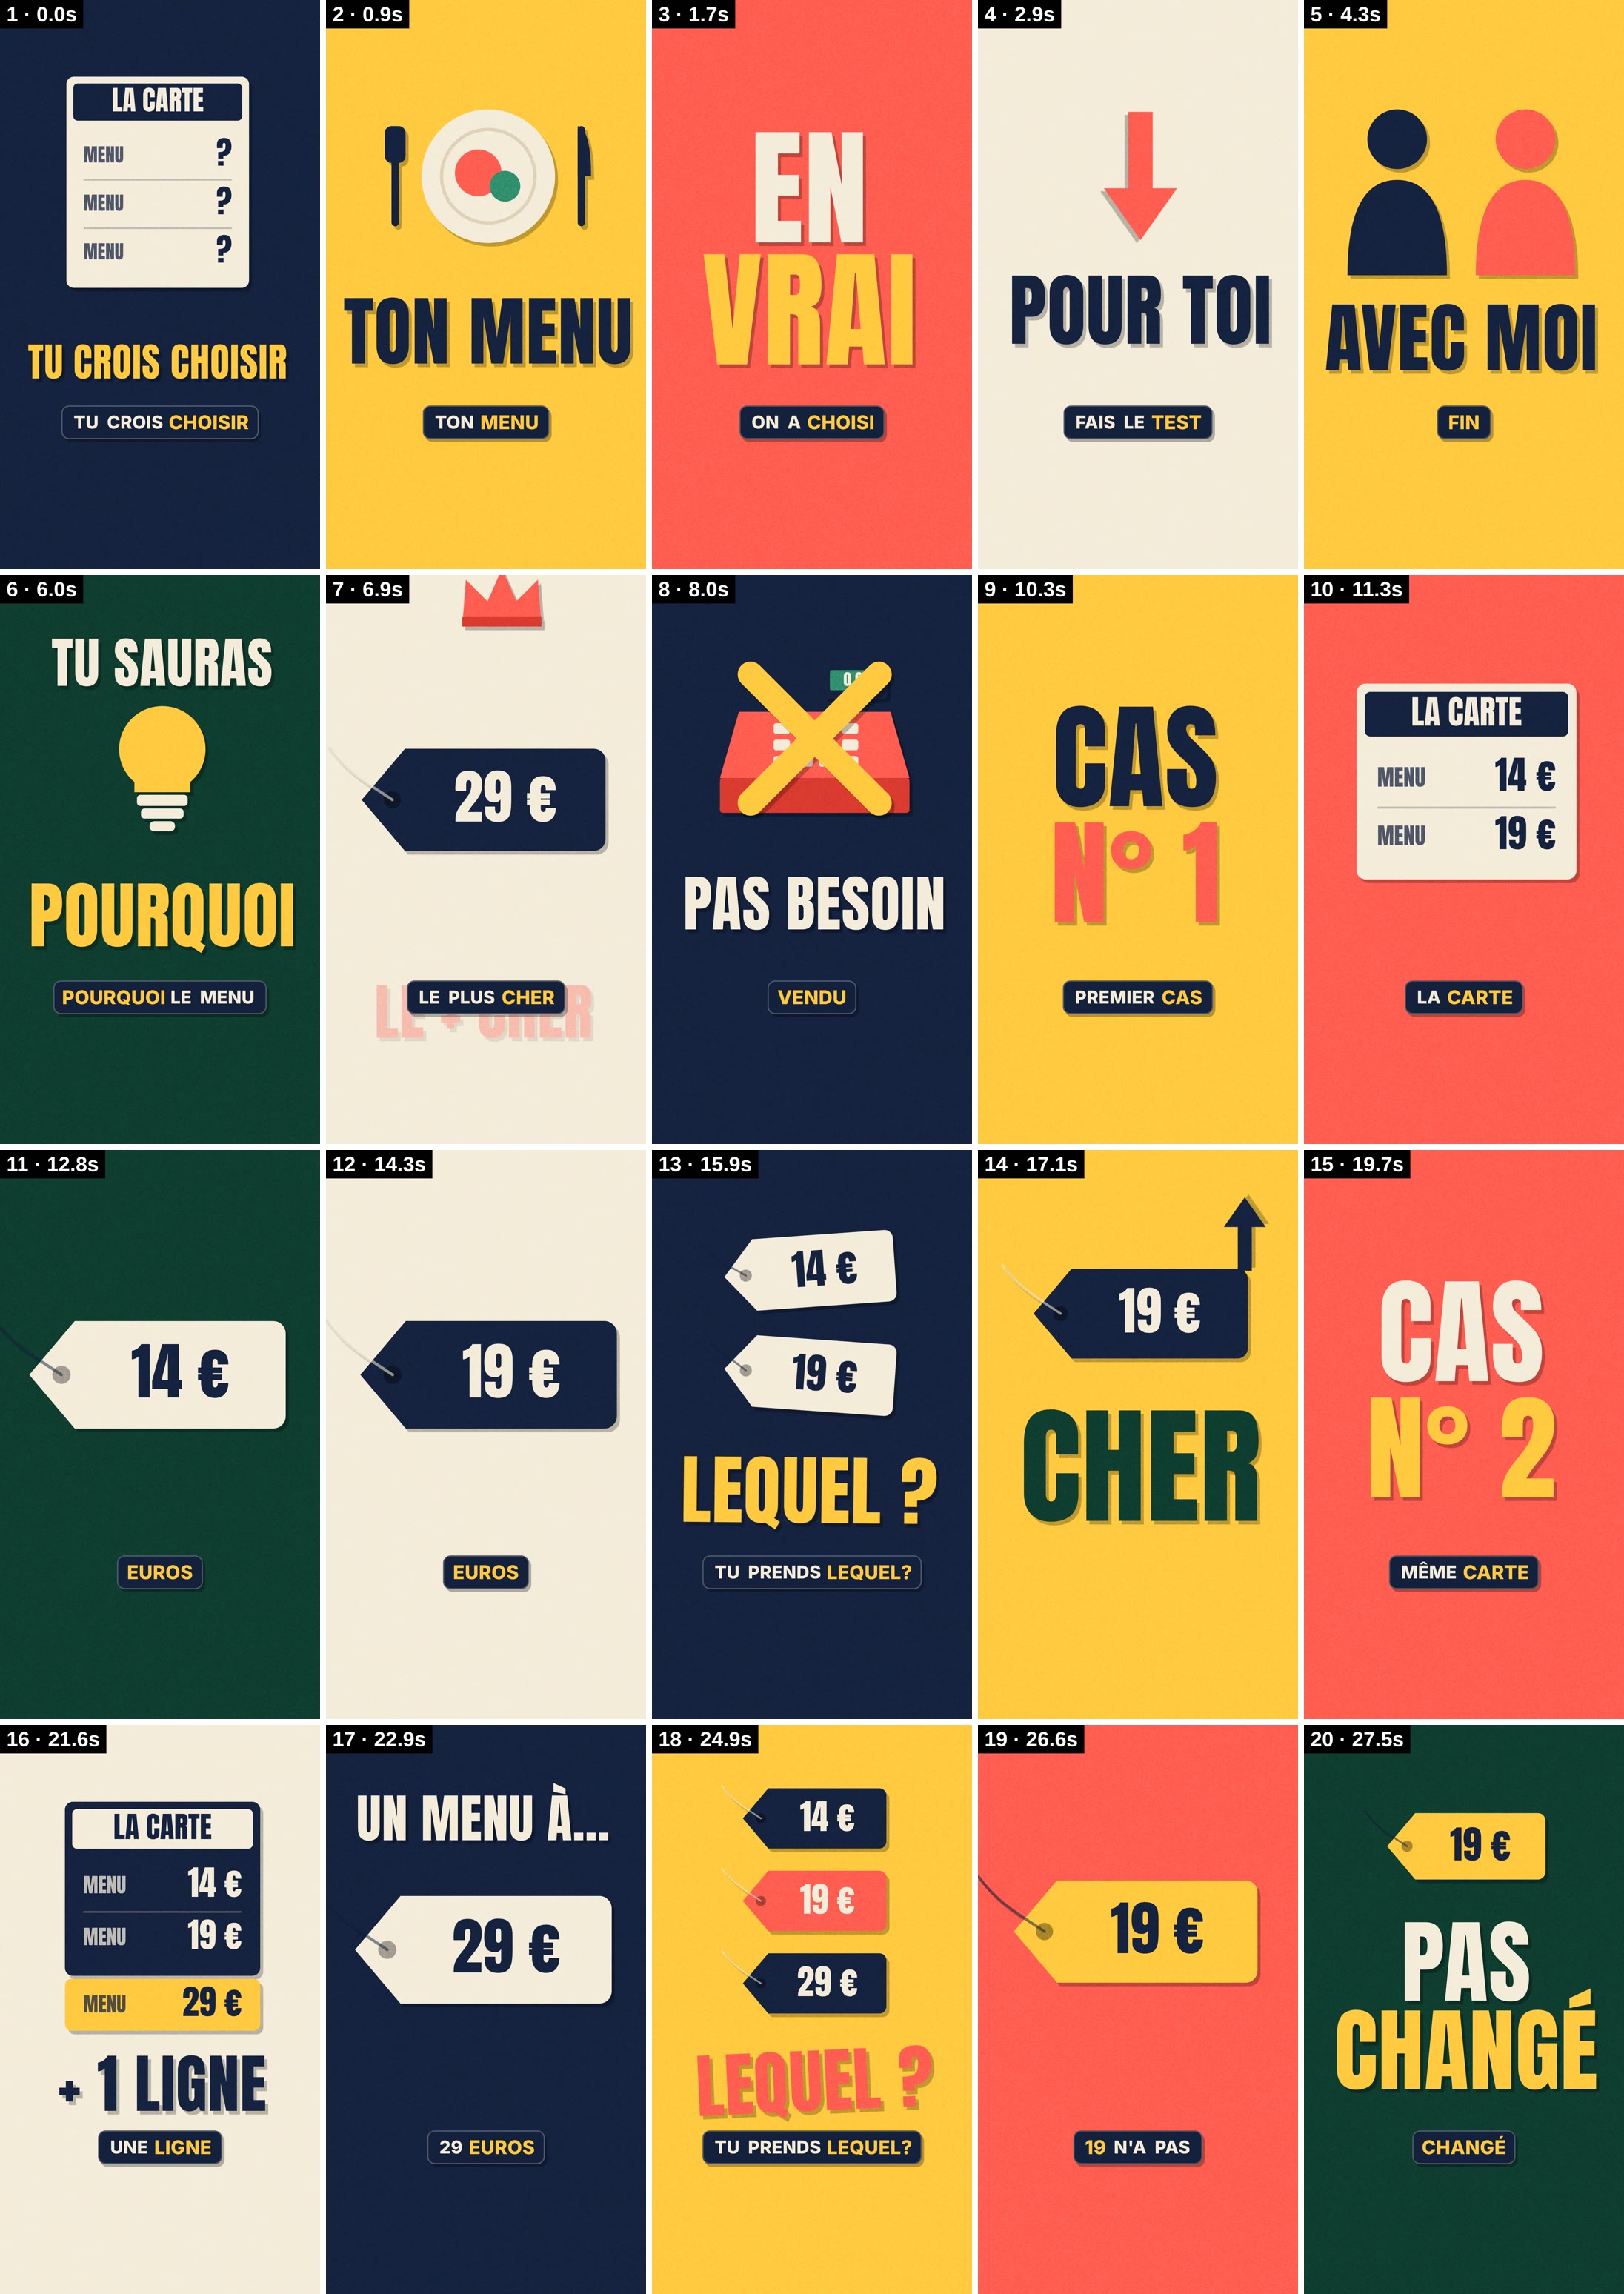 1 · 0.0s
LA CARTE
MENU ?
MENU ?
MENU ?
TU CROIS CHOISIR
TU CROIS CHOISIR
2 · 0.9s
TON MENU
TON MENU
3 · 1.7s
EN
VRAI
ON A CHOISI
4 · 2.9s
POUR TOI
FAIS LE TEST
5 · 4.3s
AVEC MOI
FIN
6 · 6.0s
TU SAURAS
POURQUOI
POURQUOI LE MENU
7 · 6.9s
29 €
LE PLUS CHER
LE + CHER
8 · 8.0s
PAS BESOIN
VENDU
9 · 10.3s
CAS
N° 1
PREMIER CAS
10 · 11.3s
LA CARTE
MENU 14 €
MENU 19 €
LA CARTE
11 · 12.8s
14 €
EUROS
12 · 14.3s
19 €
EUROS
13 · 15.9s
14 €
19 €
LEQUEL ?
TU PRENDS LEQUEL?
14 · 17.1s
19 €
CHER
15 · 19.7s
CAS
N° 2
MÊME CARTE
16 · 21.6s
LA CARTE
MENU 14 €
MENU 19 €
MENU 29 €
+ 1 LIGNE
UNE LIGNE
17 · 22.9s
UN MENU À...
29 €
29 EUROS
18 · 24.9s
14 €
19 €
29 €
LEQUEL ?
TU PRENDS LEQUEL?
19 · 26.6s
19 €
19 N'A PAS
20 · 27.5s
19 €
PAS
CHANGÉ
CHANGÉ